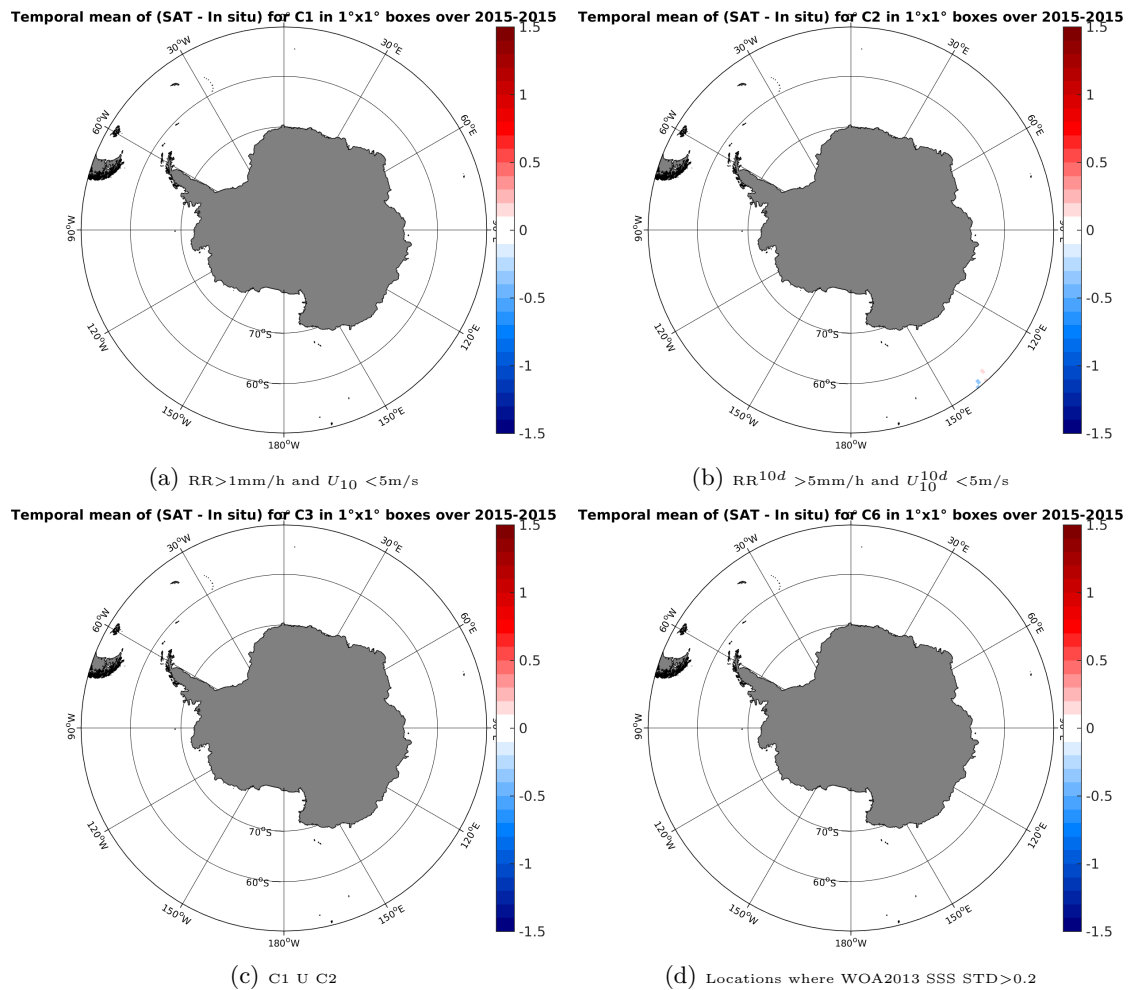 Temporal mean of (SAT - In situ) for C1 in 1°x1° boxes over 2015-2015
30°W
30°E
60°W
60°E
90°W
120°W
120°E
150°W
150°E
180°W
70°S
60°S
1.5
1
0.5
0
-0.5
-1
-1.5
(a) RR>1mm/h and U10 <5m/s
Temporal mean of (SAT - In situ) for C2 in 1°x1° boxes over 2015-2015
30°W
30°E
60°W
60°E
90°W
120°W
120°E
150°W
150°E
180°W
70°S
60°S
1.5
1
0.5
0
-0.5
-1
-1.5
(b) RR10d >5mm/h and U10 10d <5m/s
Temporal mean of (SAT - In situ) for C3 in 1°x1° boxes over 2015-2015
30°W
30°E
60°W
60°E
90°W
120°W
120°E
150°W
150°E
180°W
70°S
60°S
1.5
1
0.5
0
-0.5
-1
-1.5
(c) C1 U C2
Temporal mean of (SAT - In situ) for C6 in 1°x1° boxes over 2015-2015
30°W
30°E
60°W
60°E
90°W
120°W
120°E
150°W
150°E
180°W
70°S
60°S
1.5
1
0.5
0
-0.5
-1
-1.5
(d) Locations where WOA2013 SSS STD>0.2